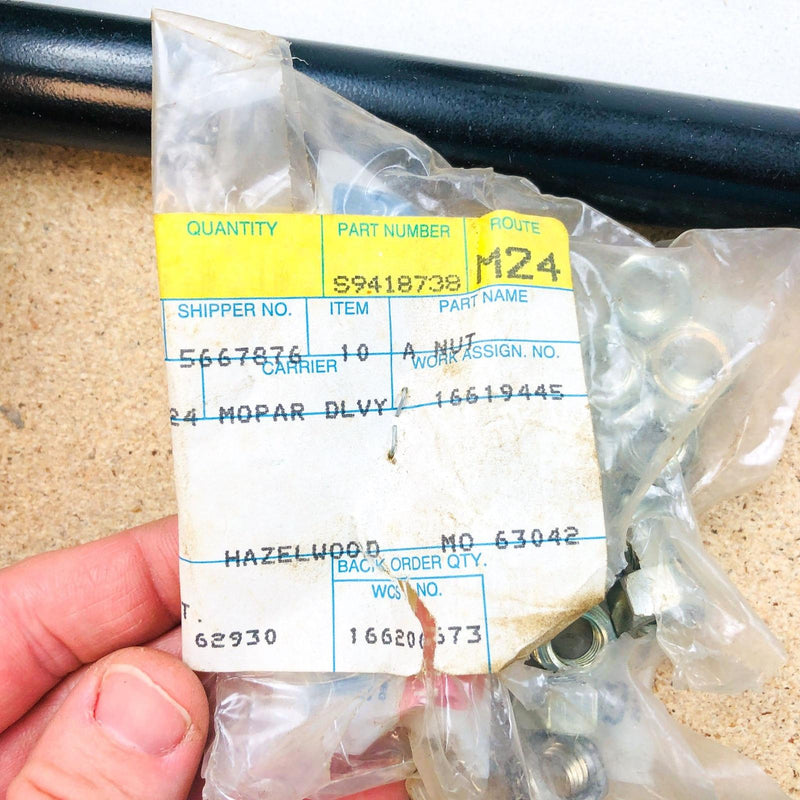 QUANTITY PART NUMBER ROUTE
S9418738 M24
SHIPPER NO. ITEM PART NAME
5667876 10 A NUT
CARRIER WORK ASSIGN. NO.
24 MOPAR DLVY 16619445
HAZELWOOD MO 63042
BACK ORDER QTY.
NO.
T.
62930